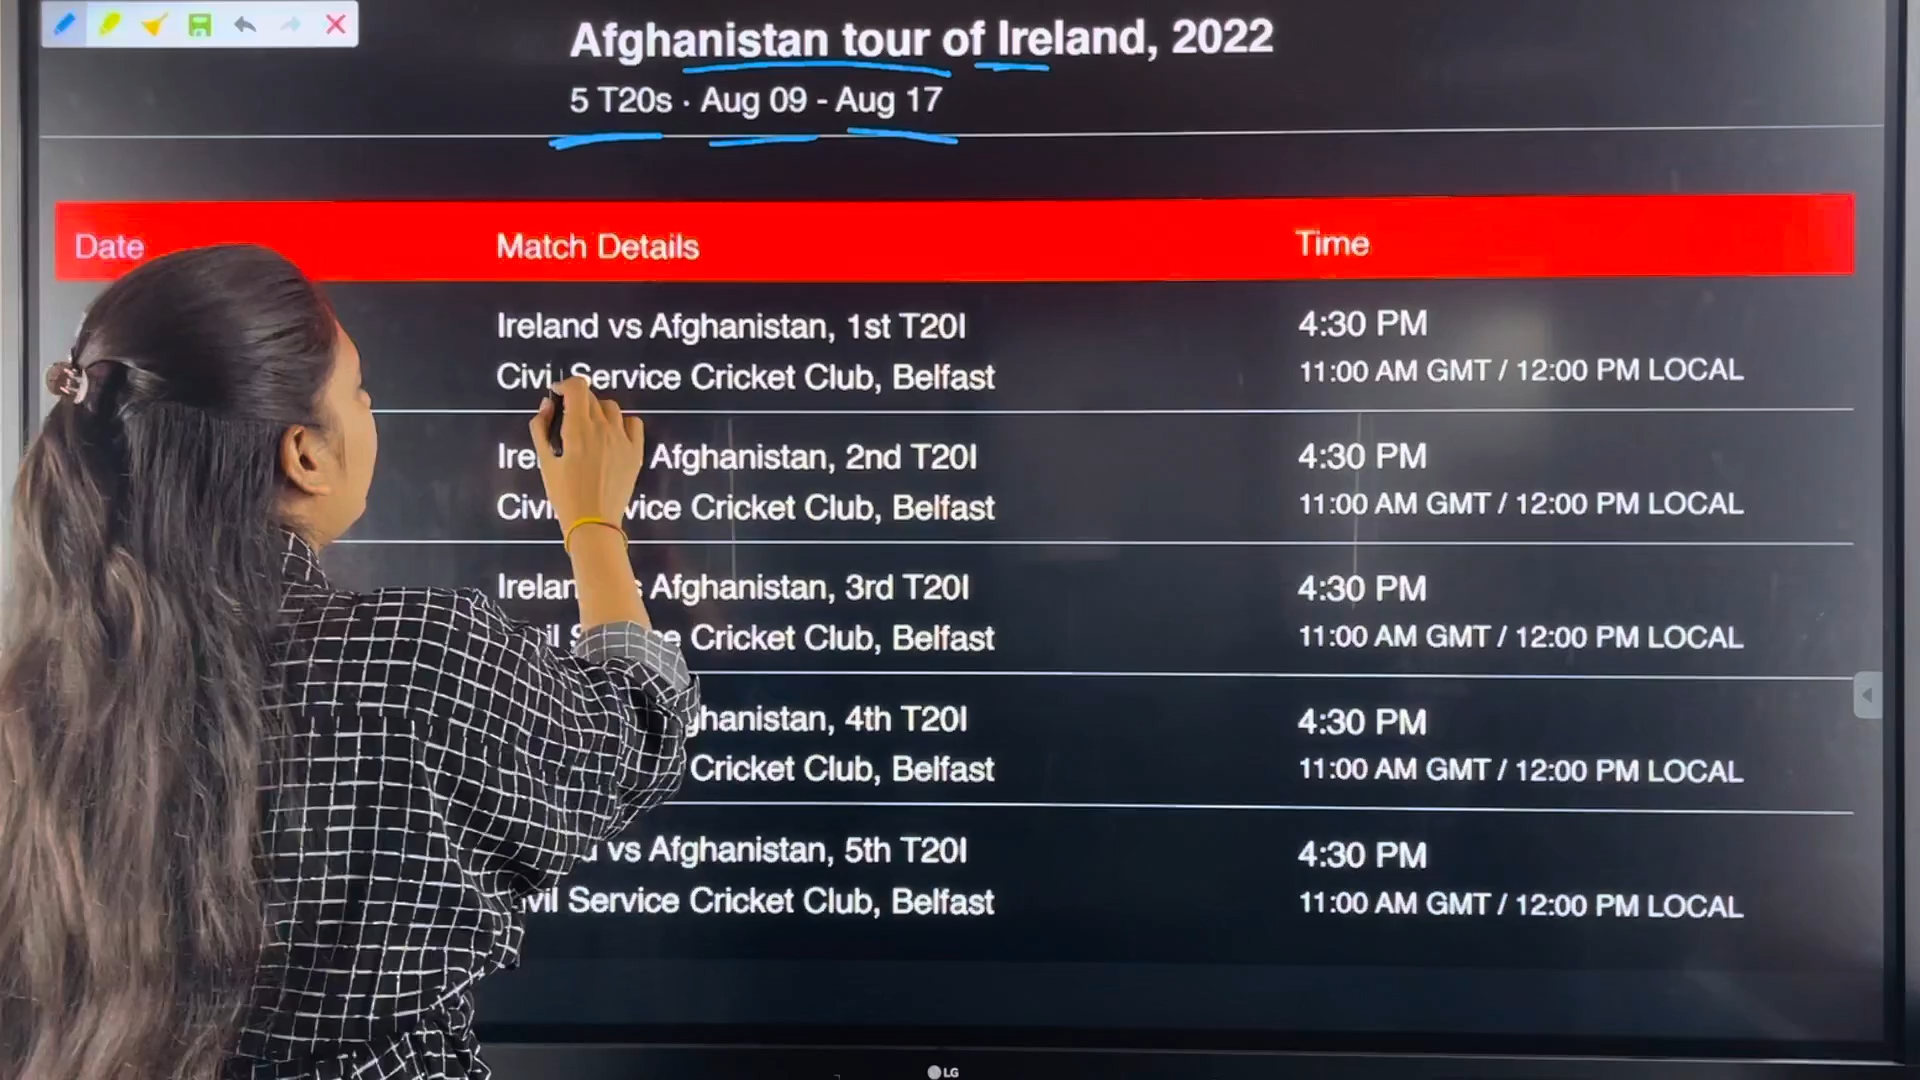 Afghanistan tour of Ireland, 2022
5 T20s · Aug 09 - Aug 17
Date Match Details Time
Ireland vs Afghanistan, 1st T20I 4:30 PM
Service Cricket Club, Belfast 11:00 AM GMT / 12:00 PM LOCAL
Afghanistan, 2nd T20I 4:30 PM
Cricket Club, Belfast 11:00 AM GMT / 12:00 PM LOCAL
Afghanistan, 3rd T20I 4:30 PM
Cricket Club, Belfast 11:00 AM GMT / 12:00 PM LOCAL
4th T20I 4:30 PM
Cricket Club, Belfast 11:00 AM GMT / 12:00 PM LOCAL
vs Afghanistan, 5th T20I 4:30 PM
Service Cricket Club, Belfast 11:00 AM GMT / 12:00 PM LOCAL
LG